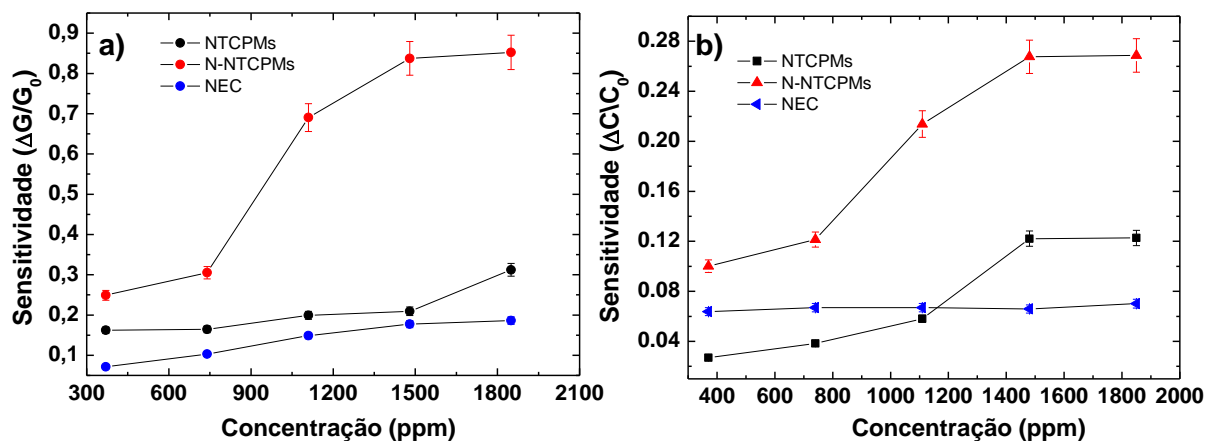 a)
NTCPMs
N-NTCPMs
NEC
Sensitividade (ΔG/G0)
0,9
0,8
0,7
0,6
0,5
0,4
0,3
0,2
0,1
300 600 900 1200 1500 1800 2100
Concentração (ppm)
b)
NTCPMs
N-NTCPMs
NEC
Sensitividade (ΔC\C0)
0.28
0.24
0.20
0.16
0.12
0.08
0.04
400 600 800 1000 1200 1400 1600 1800 2000
Concentração (ppm)